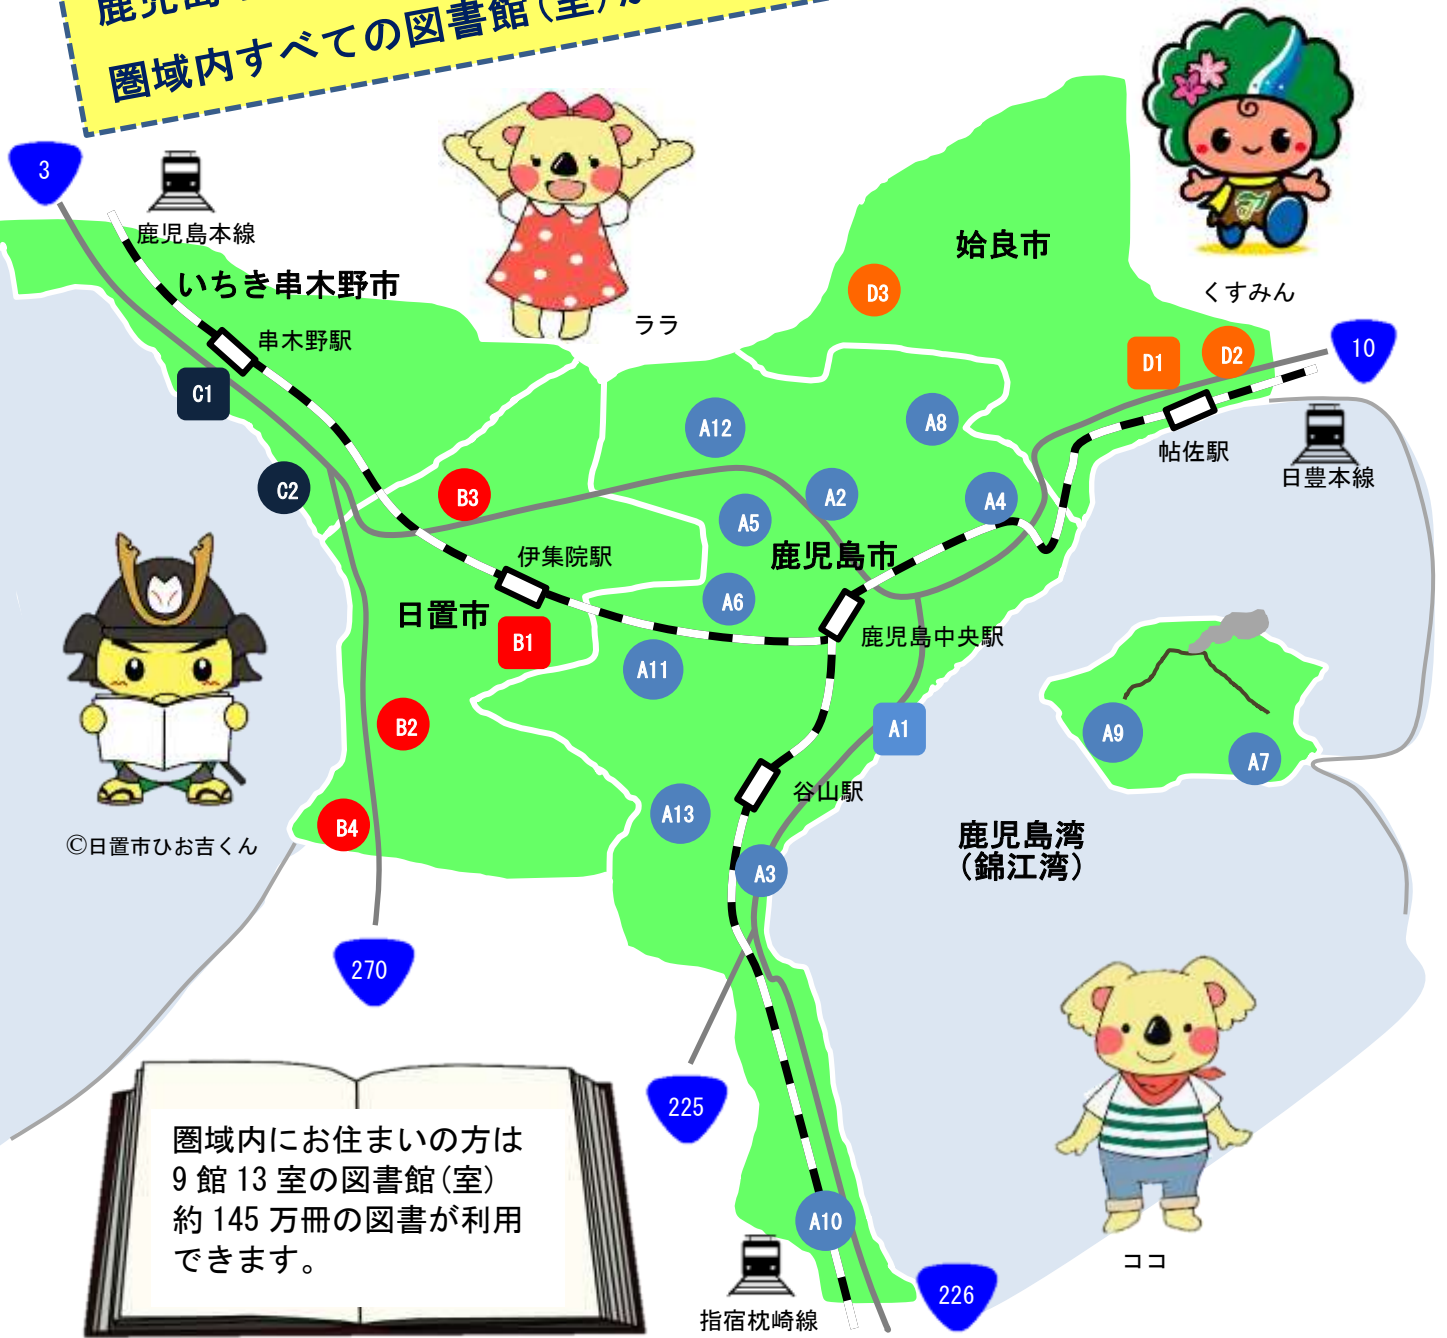 鹿児島
圏域内すべての図書館(室)が
3
鹿児島本線
いちき串木野市
串木野駅
C1
C2
ララ
姶良市
くすみん
D3
D1
D2
10
帖佐駅
日豊本線
A12
A8
A2
A4
A5
B3
鹿児島市
伊集院駅
A6
日置市
B1
鹿児島中央駅
A11
B2
A1
A9
A7
谷山駅
A13
B4
©日置市ひお吉くん
鹿児島湾
(錦江湾)
A3
270
225
圏域内にお住まいの方は
9 館 13 室の図書館(室)
約 145 万冊の図書が利用
できます。
A10
ココ
226
指宿枕崎線